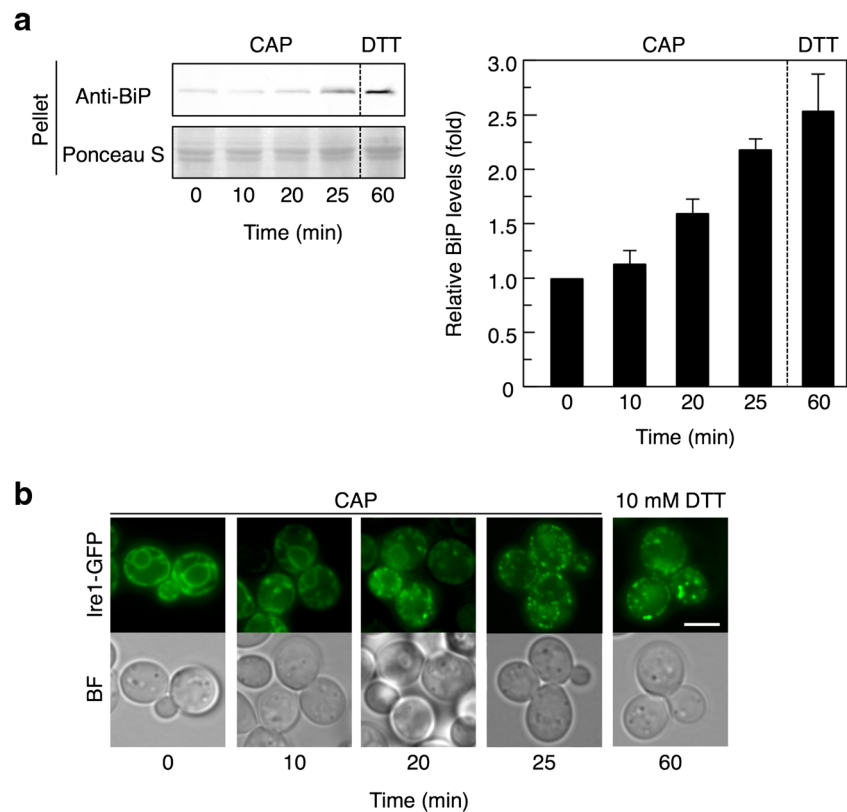 a
CAP DTT
Pellet
Anti-BiP
Ponceau S
0 10 20 25 60
Time (min)
CAP DTT
Relative BiP levels (fold)
3.0
2.5
2.0
1.5
1.0
0.5
0
0 10 20 25 60
Time (min)
b
CAP 10 mM DTT
Ire1-GFP
BF
0 10 20 25 60
Time (min)